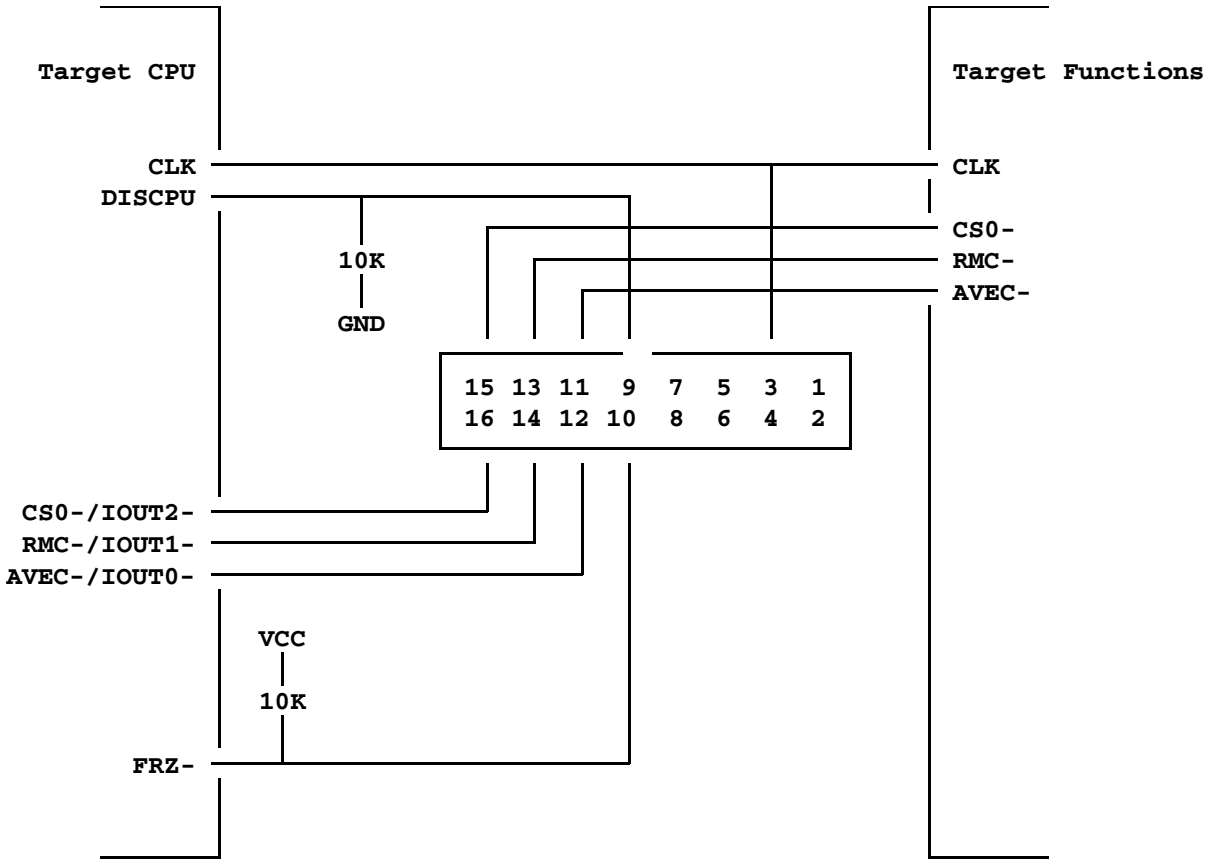 Target CPU
Target Functions
CLK
CLK
DISCPU
CS0-
10K
RMC-
AVEC-
GND
15 13 11 9 7 5 3 1
16 14 12 10 8 6 4 2
CS0-/IOUT2-
RMC-/IOUT1-
AVEC-/IOUT0-
VCC
10K
FRZ-